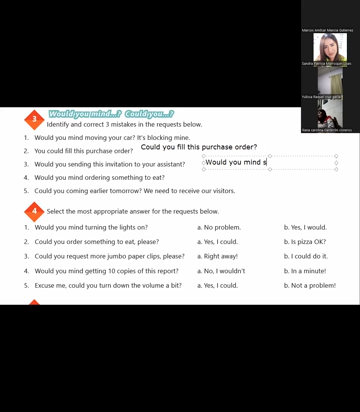 Would you mind...? Could you...?
3
Identify and correct 3 mistakes in the requests below.
1. Would you mind moving your car? It's blocking mine.
Could you fill this purchase order?
2. You could fill this purchase order?
Would you mind s
3. Would you sending this invitation to your assistant?
4. Would you mind ordering something to eat?
5. Could you coming earlier tomorrow? We need to receive our visitors.
4
Select the most appropriate answer for the requests below.
1. Would you mind turning the lights on? a. No problem. b. Yes, I would.
2. Could you order something to eat, please? a. Yes, I could. b. Is pizza OK?
3. Could you request more jumbo paper clips, please? a. Right away! b. I could do it.
4. Would you mind getting 10 copies of this report? a. No, I wouldn't b. In a minute!
5. Excuse me, could you turn down the volume a bit? a. Yes, I could. b. Not a problem!